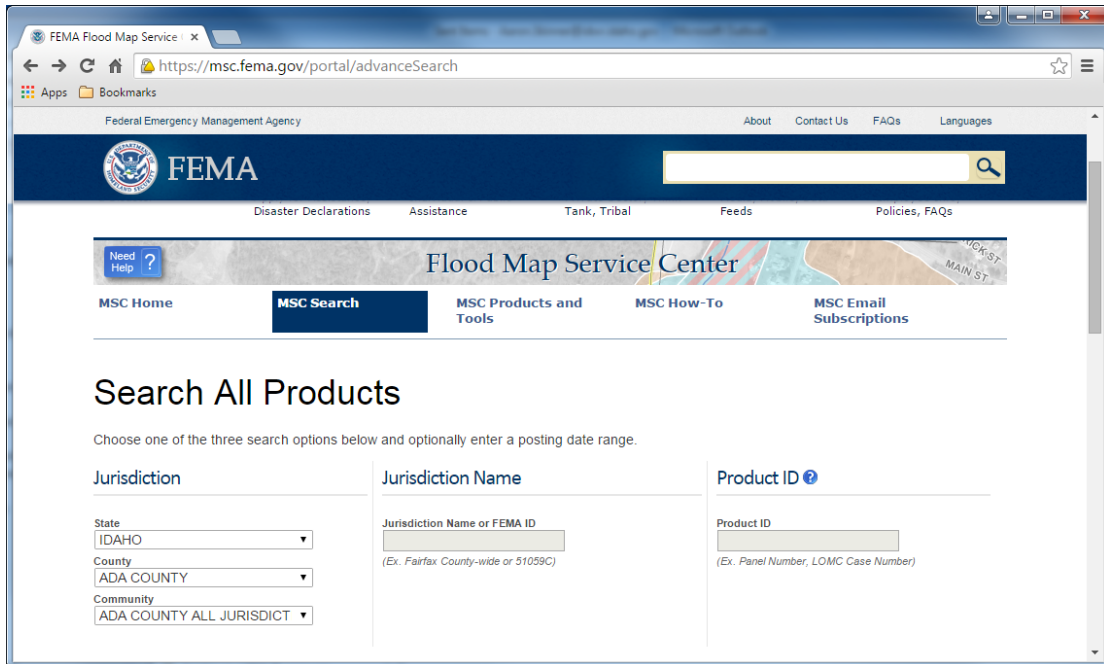 FEMA Flood Map Service
https://msc.fema.gov/portal/advanceSearch
Apps Bookmarks
Federal Emergency Management Agency
About Contact Us FAQs Languages
FEMA
Disaster Declarations Assistance Tank, Tribal Feeds Policies, FAQs
Need
Help ?
Flood Map Service Center
MAIN ST
MSC Home MSC Search MSC Products and Tools MSC How-To MSC Email Subscriptions
Search All Products
Choose one of the three search options below and optionally enter a posting date range.
Jurisdiction Jurisdiction Name Product ID ?
State Jurisdiction Name or FEMA ID Product ID
IDAHO
County (Ex. Fairfax County-wide or 51059C) (Ex. Panel Number, LOMC Case Number)
ADA COUNTY
Community
ADA COUNTY ALL JURISDICT